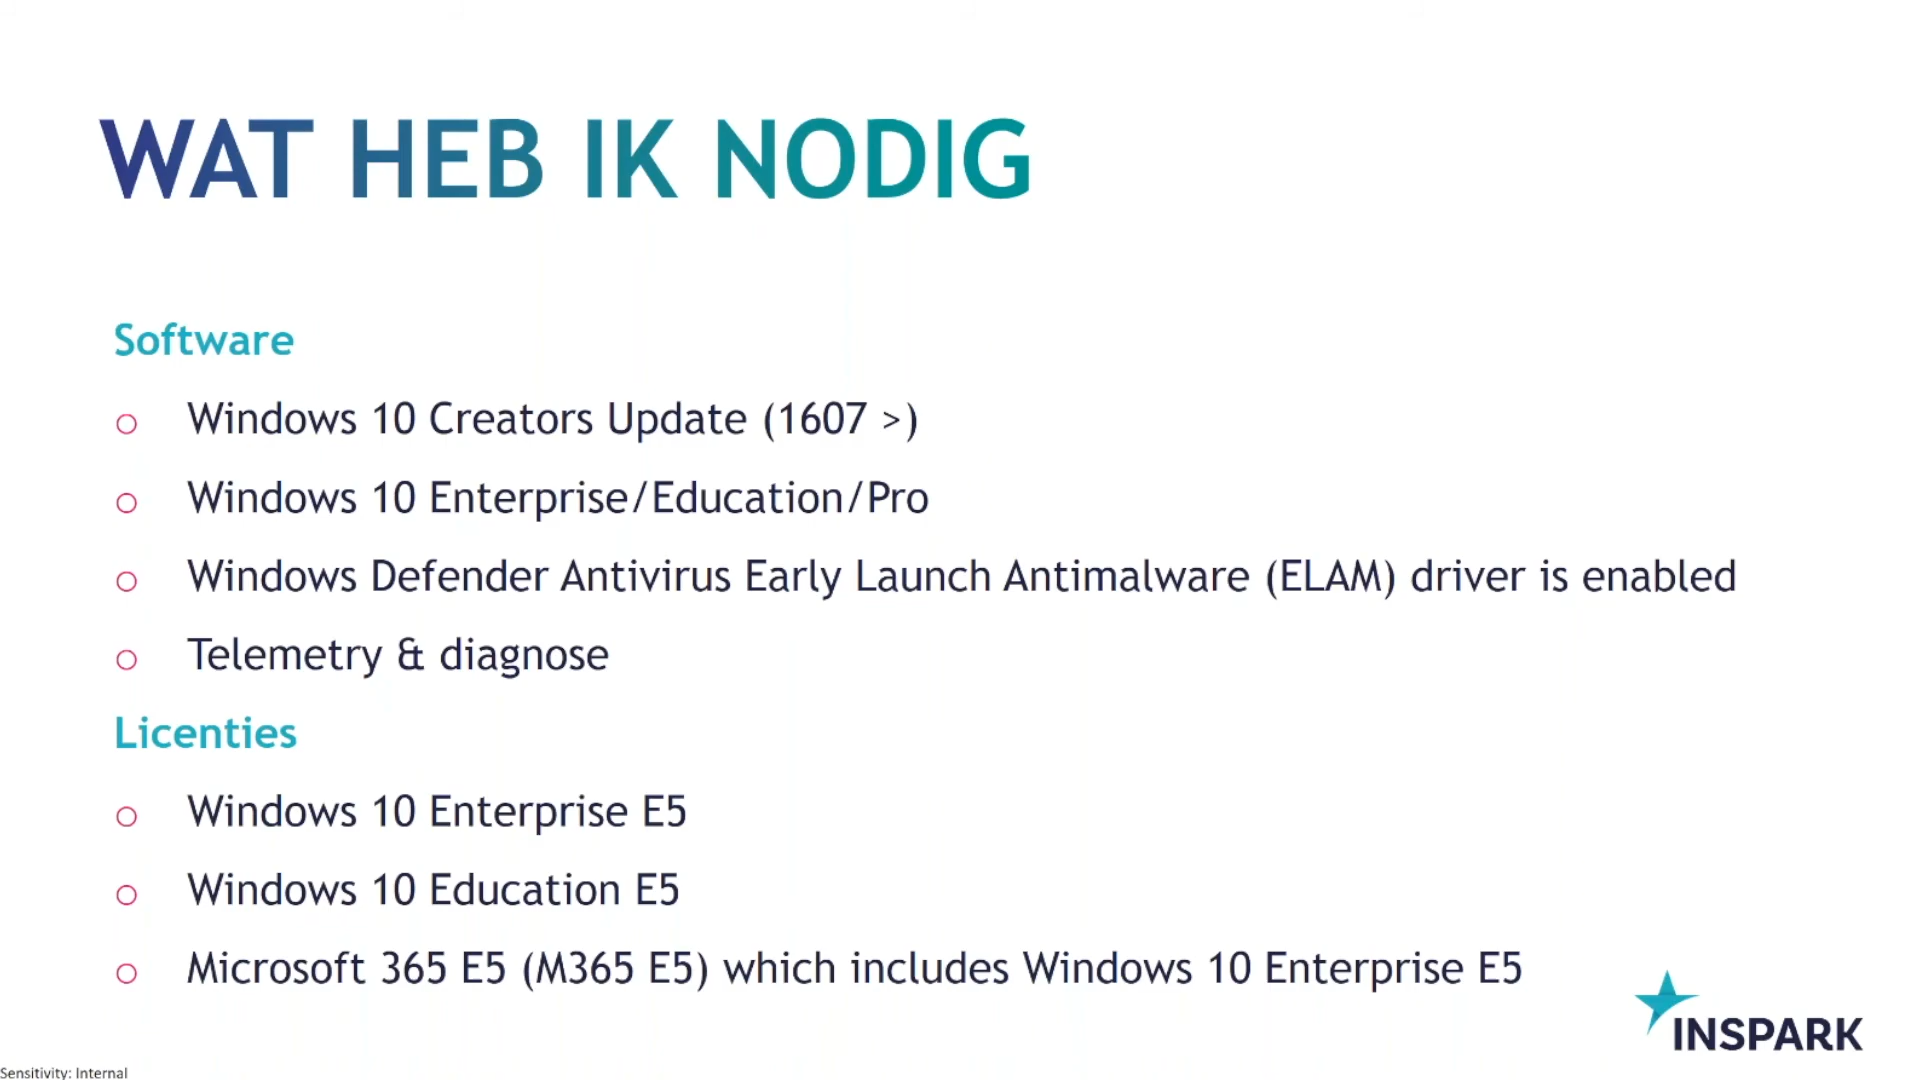 WAT HEB IK NODIG
Software
Windows 10 Creators Update (1607 >)
Windows 10 Enterprise/Education/Pro
Windows Defender Antivirus Early Launch Antimalware (ELAM) driver is enabled
Telemetry & diagnose
Licenties
Windows 10 Enterprise E5
Windows 10 Education E5
Microsoft 365 E5 (M365 E5) which includes Windows 10 Enterprise E5
INSPARK
Sensitivity: Internal